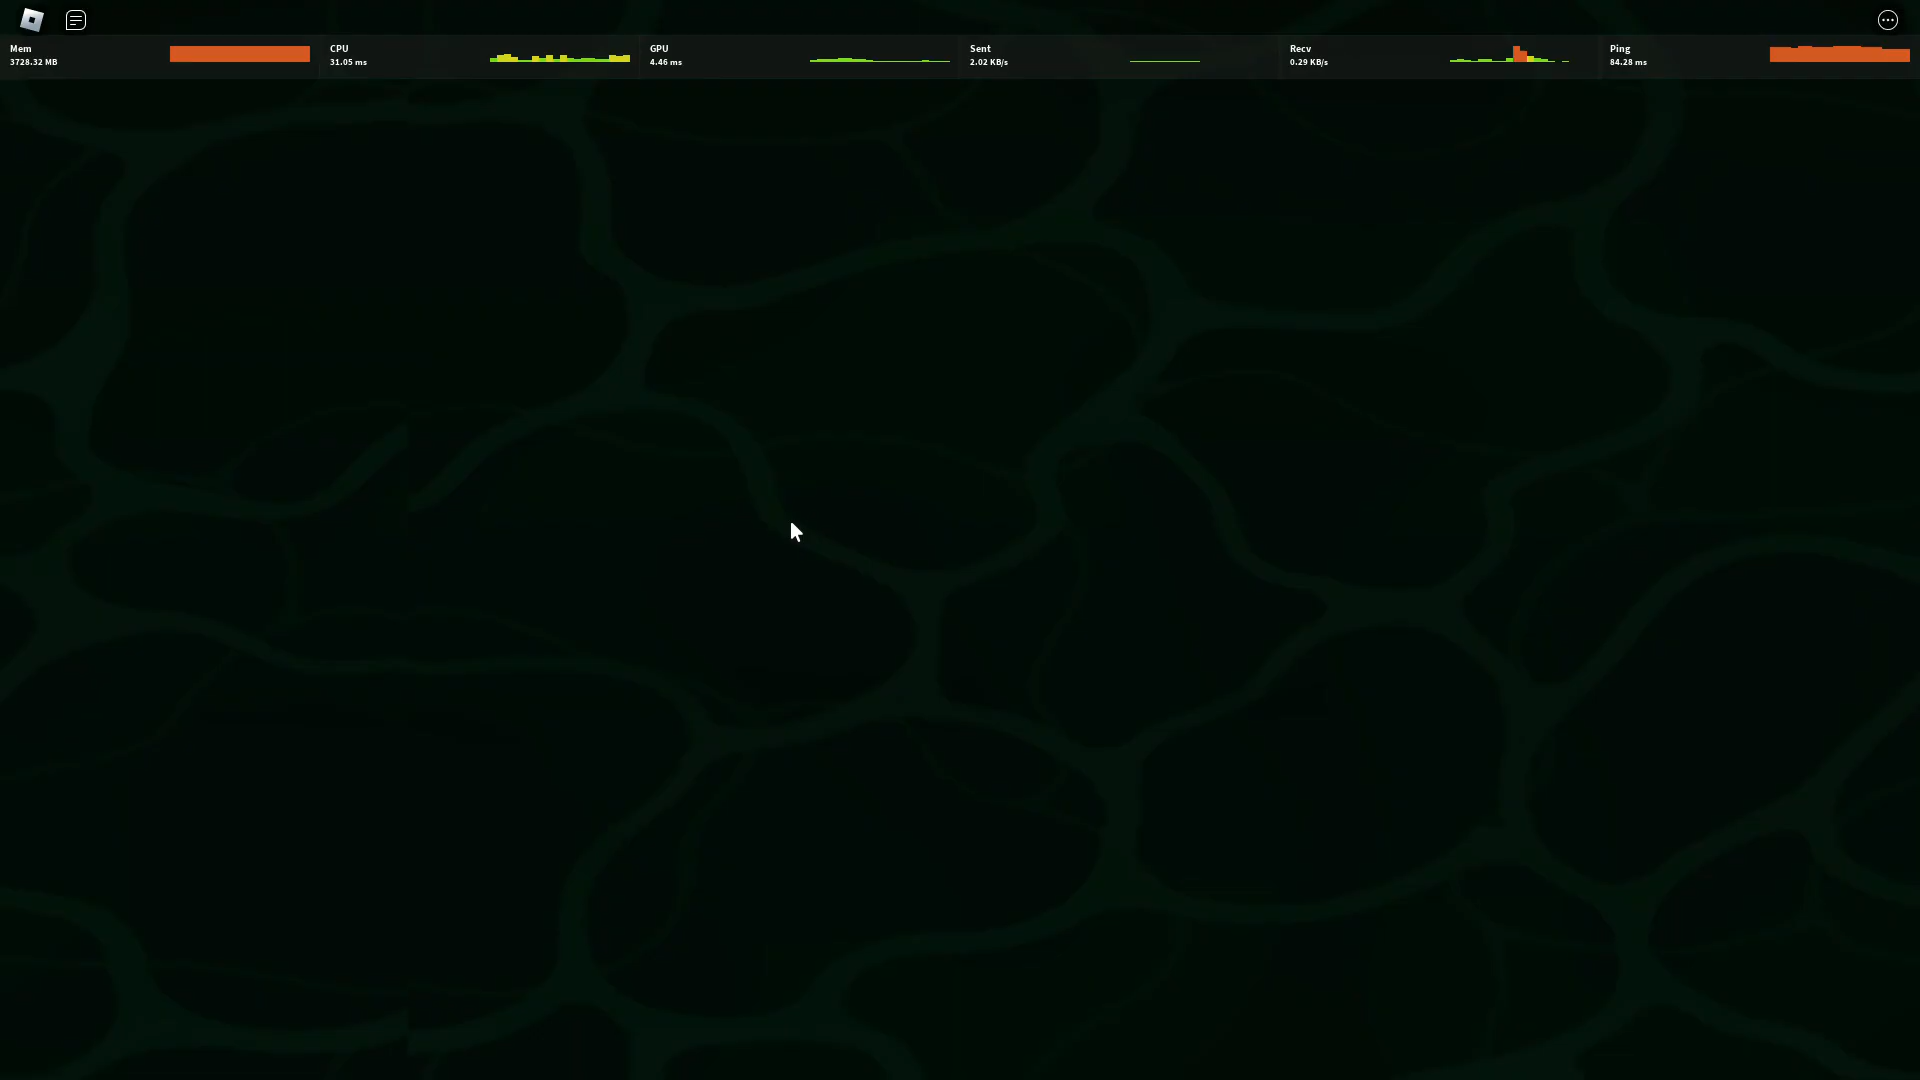 Mem
3728.32 MB
CPU
31.05 ms
GPU
4.46 ms
Sent
2.02 KB/s
Recv
0.29 KB/s
Ping
84.28 ms